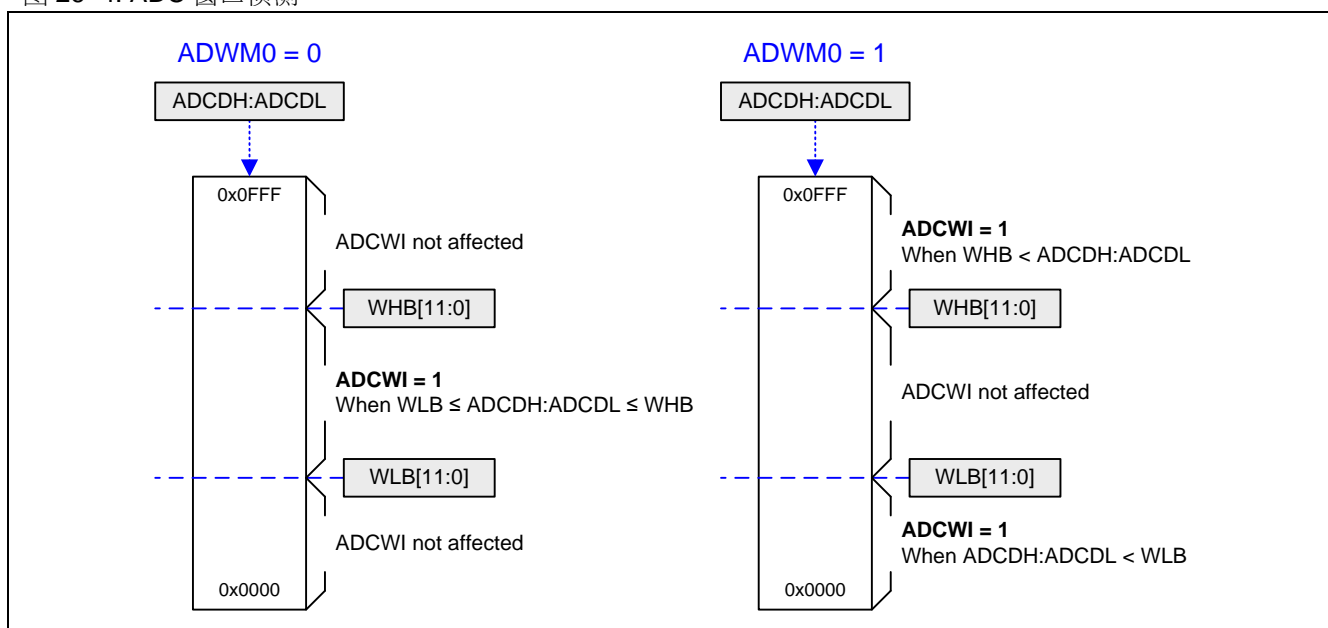 ADWM0 = 0
ADCDH:ADCDL
0x0FFF
ADCWI not affected
WHB[11:0]
ADCWI = 1
When WLB ≤ ADCDH:ADCDL ≤ WHB
WLB[11:0]
ADCWI not affected
0x0000
ADWM0 = 1
ADCDH:ADCDL
0x0FFF
ADCWI = 1
When WHB < ADCDH:ADCDL
WHB[11:0]
ADCWI not affected
WLB[11:0]
ADCWI = 1
When ADCDH:ADCDL < WLB
0x0000